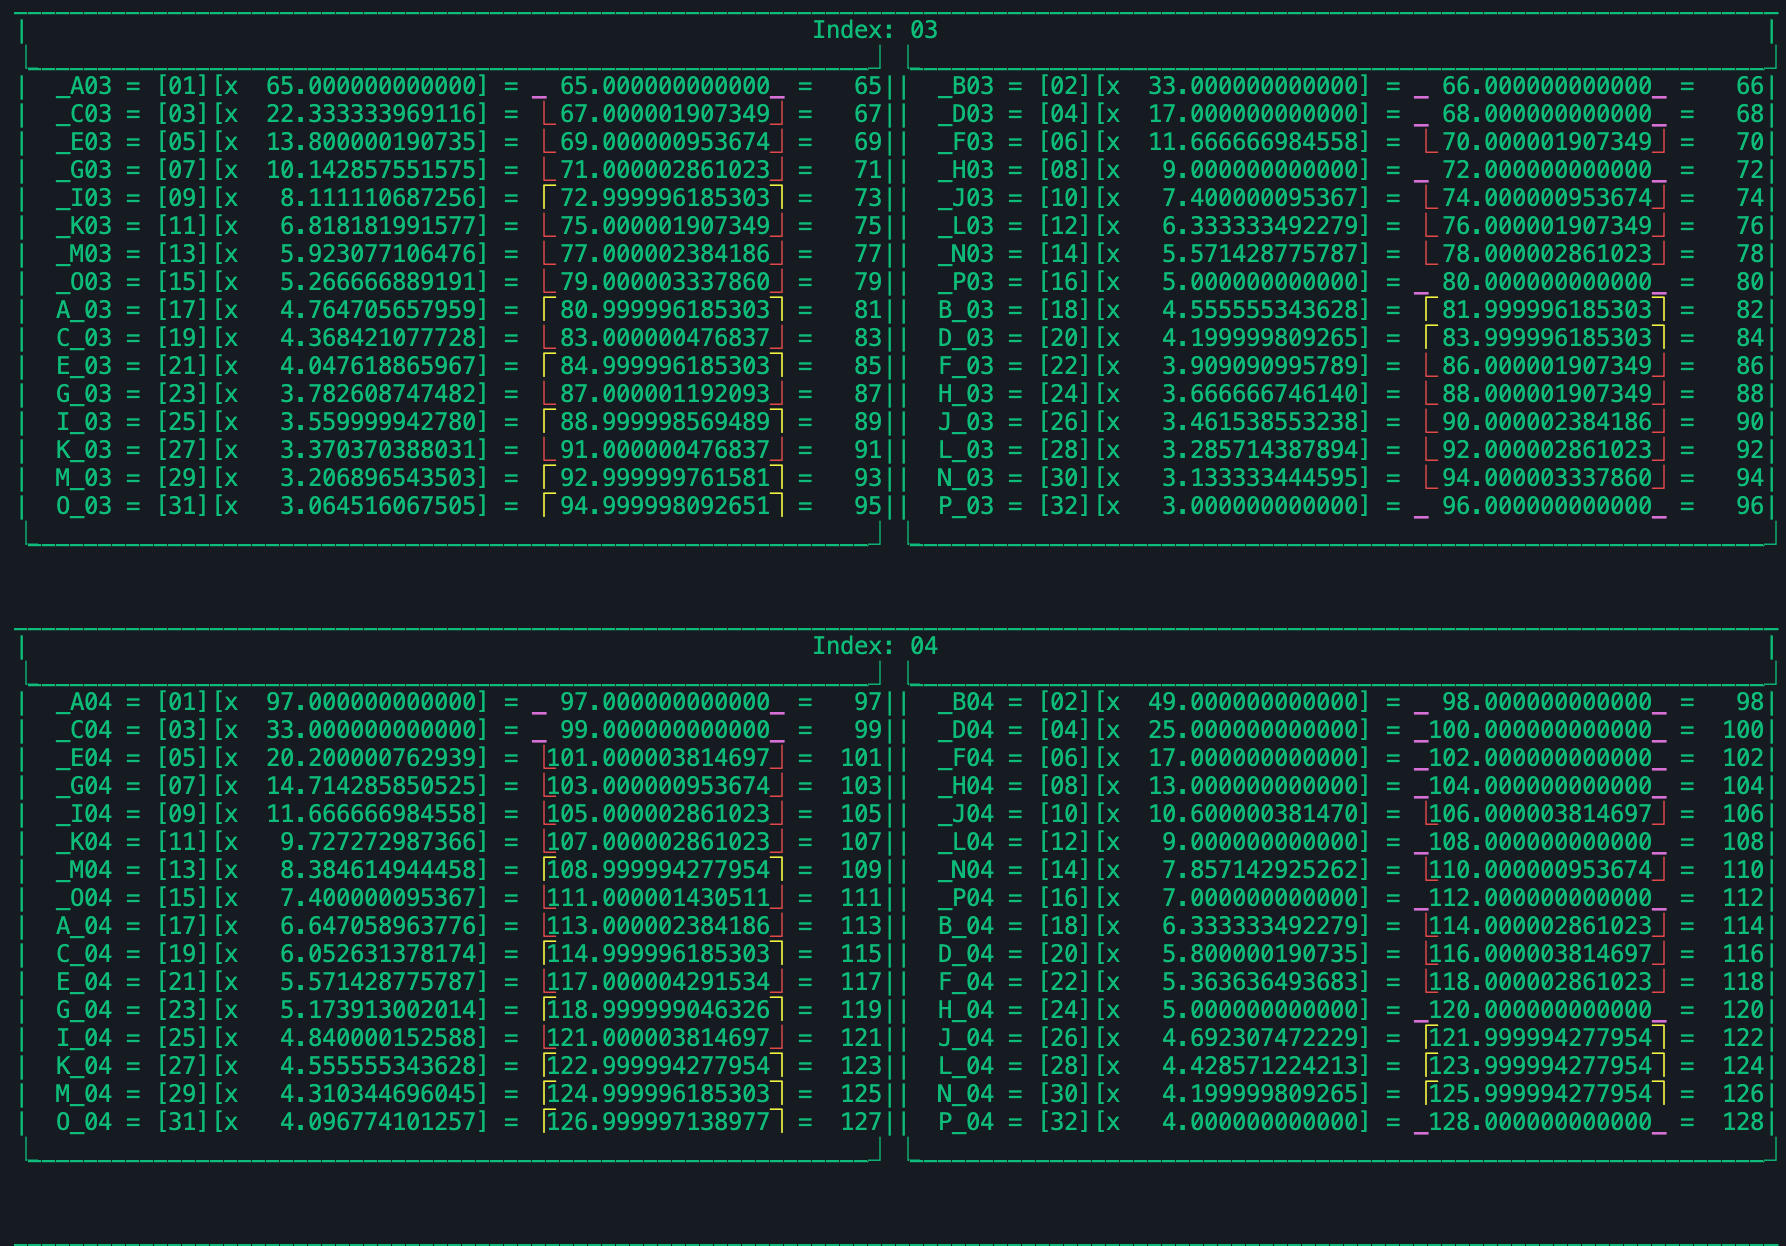 Index: 03
| _A03 = [01][x 65.000000000000] = _ 65.000000000000_ = 65|| _B03 = [02][x 33.000000000000] = _ 66.000000000000_ = 66|
| _C03 = [03][x 22.333333969116] = ⎣ 67.000001907349⎦ = 67|| _D03 = [04][x 17.000000000000] = _ 68.000000000000_ = 68|
| _E03 = [05][x 13.800000190735] = ⎣ 69.000000953674⎦ = 69|| _F03 = [06][x 11.666666984558] = ⎣ 70.000001907349⎦ = 70|
| _G03 = [07][x 10.142857551575] = ⎣ 71.000002861023⎦ = 71|| _H03 = [08][x 9.000000000000] = _ 72.000000000000_ = 72|
| _I03 = [09][x 8.111110687256] = ⎡ 72.999996185303⎤ = 73|| _J03 = [10][x 7.400000095367] = ⎣ 74.000000953674⎦ = 74|
| _K03 = [11][x 6.818181991577] = ⎣ 75.000001907349⎦ = 75|| _L03 = [12][x 6.333333492279] = ⎣ 76.000001907349⎦ = 76|
| _M03 = [13][x 5.923077106476] = ⎣ 77.000002384186⎦ = 77|| _N03 = [14][x 5.571428775787] = ⎣ 78.000002861023⎦ = 78|
| _O03 = [15][x 5.266666889191] = ⎣ 79.000003337860⎦ = 79|| _P03 = [16][x 5.000000000000] = _ 80.000000000000_ = 80|
| A_03 = [17][x 4.764705657959] = ⎡ 80.999996185303⎤ = 81|| B_03 = [18][x 4.555555343628] = ⎡ 81.999996185303⎤ = 82|
| C_03 = [19][x 4.368421077728] = ⎣ 83.000000476837⎦ = 83|| D_03 = [20][x 4.199999809265] = ⎡ 83.999996185303⎤ = 84|
| E_03 = [21][x 4.047618865967] = ⎡ 84.999996185303⎤ = 85|| F_03 = [22][x 3.909090995789] = ⎣ 86.000001907349⎦ = 86|
| G_03 = [23][x 3.782608747482] = ⎣ 87.000001192093⎦ = 87|| H_03 = [24][x 3.666666746140] = ⎣ 88.000001907349⎦ = 88|
| I_03 = [25][x 3.559999942780] = ⎡ 88.999998569489⎤ = 89|| J_03 = [26][x 3.461538553238] = ⎣ 90.000002384186⎦ = 90|
| K_03 = [27][x 3.370370388031] = ⎣ 91.000000476837⎦ = 91|| L_03 = [28][x 3.285714387894] = ⎣ 92.000002861023⎦ = 92|
| M_03 = [29][x 3.206896543503] = ⎡ 92.999999761581⎤ = 93|| N_03 = [30][x 3.133333444595] = ⎣ 94.000003337860⎦ = 94|
| O_03 = [31][x 3.064516067505] = ⎡ 94.999998092651⎤ = 95|| P_03 = [32][x 3.000000000000] = _ 96.000000000000_ = 96|
Index: 04
| _A04 = [01][x 97.000000000000] = _ 97.000000000000_ = 97|| _B04 = [02][x 49.000000000000] = _ 98.000000000000_ = 98|
| _C04 = [03][x 33.000000000000] = _ 99.000000000000_ = 99|| _D04 = [04][x 25.000000000000] = _100.000000000000_ = 100|
| _E04 = [05][x 20.200000762939] = ⎣101.000003814697⎦ = 101|| _F04 = [06][x 17.000000000000] = _102.000000000000_ = 102|
| _G04 = [07][x 14.714285850525] = ⎣103.000000953674⎦ = 103|| _H04 = [08][x 13.000000000000] = _104.000000000000_ = 104|
| _I04 = [09][x 11.666666984558] = ⎣105.000002861023⎦ = 105|| _J04 = [10][x 10.600000381470] = ⎣106.000003814697⎦ = 106|
| _K04 = [11][x 9.727272987366] = ⎣107.000002861023⎦ = 107|| _L04 = [12][x 9.000000000000] = _108.000000000000_ = 108|
| _M04 = [13][x 8.384614944458] = ⎡108.999994277954⎤ = 109|| _N04 = [14][x 7.857142925262] = ⎣110.000000953674⎦ = 110|
| _O04 = [15][x 7.400000095367] = ⎣111.000001430511⎦ = 111|| _P04 = [16][x 7.000000000000] = _112.000000000000_ = 112|
| A_04 = [17][x 6.647058963776] = ⎣113.000002384186⎦ = 113|| B_04 = [18][x 6.333333492279] = ⎣114.000002861023⎦ = 114|
| C_04 = [19][x 6.052631378174] = ⎡114.999996185303⎤ = 115|| D_04 = [20][x 5.800000190735] = ⎣116.000003814697⎦ = 116|
| E_04 = [21][x 5.571428775787] = ⎣117.000004291534⎦ = 117|| F_04 = [22][x 5.363636493683] = ⎣118.000002861023⎦ = 118|
| G_04 = [23][x 5.173913002014] = ⎡118.999999046326⎤ = 119|| H_04 = [24][x 5.000000000000] = _120.000000000000_ = 120|
| I_04 = [25][x 4.840000152588] = ⎣121.000003814697⎦ = 121|| J_04 = [26][x 4.692307472229] = ⎡121.999994277954⎤ = 122|
| K_04 = [27][x 4.555555343628] = ⎡122.999994277954⎤ = 123|| L_04 = [28][x 4.428571224213] = ⎡123.999994277954⎤ = 124|
| M_04 = [29][x 4.310344696045] = ⎡124.999996185303⎤ = 125|| N_04 = [30][x 4.199999809265] = ⎡125.999994277954⎤ = 126|
| O_04 = [31][x 4.096774101257] = ⎡126.999997138977⎤ = 127|| P_04 = [32][x 4.000000000000] = _128.000000000000_ = 128|